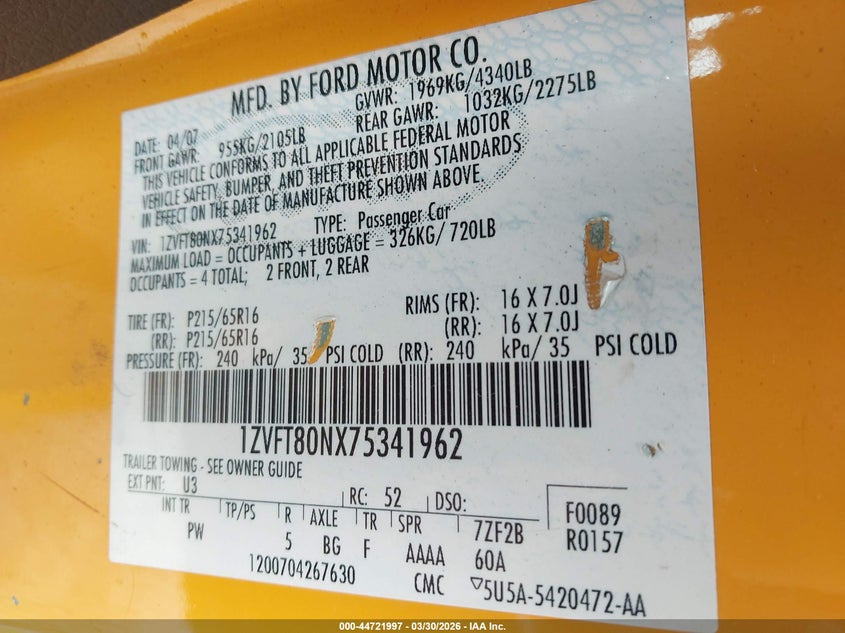 MFD. BY FORD MOTOR CO.
DATE: 04/07 GVWR: 1969KG/4340LB
FRONT GAWR: 955KG/2105LB REAR GAWR: 1032KG/2275LB
THIS VEHICLE CONFORMS TO ALL APPLICABLE FEDERAL MOTOR
VEHICLE SAFETY, BUMPER, AND THEFT PREVENTION STANDARDS
IN EFFECT ON THE DATE OF MANUFACTURE SHOWN ABOVE.
VIN: 1ZVFT80NX75341962 TYPE: Passenger Car
MAXIMUM LOAD = OCCUPANTS + LUGGAGE = 326KG/ 720LB
OCCUPANTS = 4 TOTAL; 2 FRONT, 2 REAR
TIRE (FR): P215/65R16 RIMS (FR): 16 X 7.0J
(RR): P215/65R16 (RR): 16 X 7.0J
PRESSURE (FR): 240 kPa/ 35 PSI COLD (RR): 240 kPa/ 35 PSI COLD
1ZVFT80NX75341962
TRAILER TOWING - SEE OWNER GUIDE
EXT PNT: U3 RC: 52 DSO: F0089
INT TR TP/PS R AXLE TR SPR 7ZF2B R0157
PW 5 BG F AAAA 60A
1200704267630 CMC ▽5U5A-5420472-AA
000-44721997 - 03/30/2026 - IAA Inc.